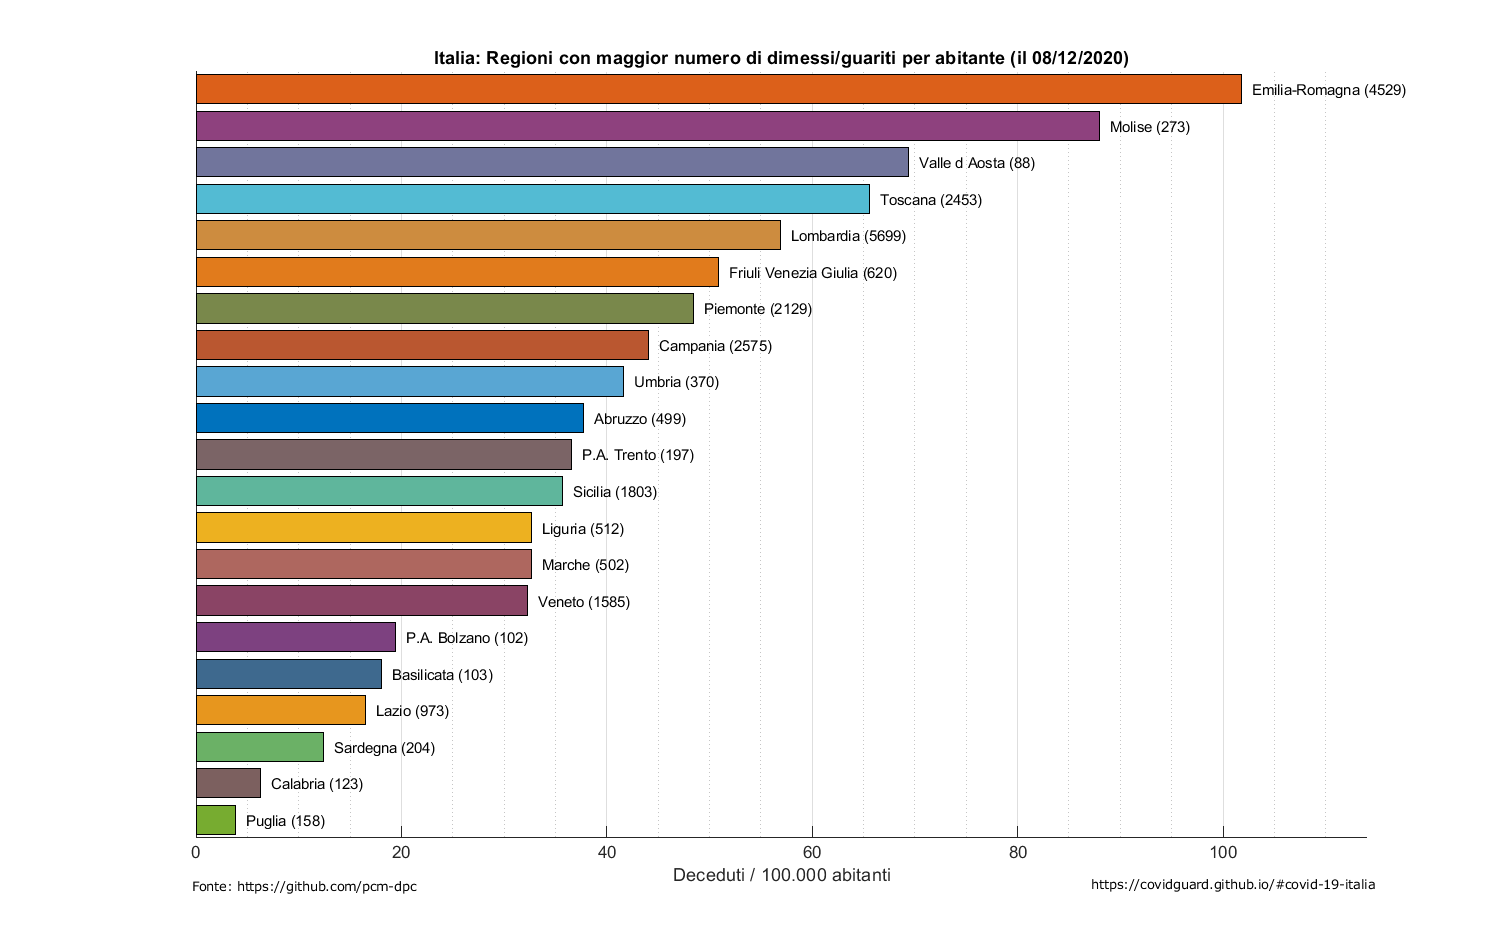 Italia: Regioni con maggior numero di dimessi/guariti per abitante (il 08/12/2020)
Emilia-Romagna (4529)
Molise (273)
Valle d Aosta (88)
Toscana (2453)
Lombardia (5699)
Friuli Venezia Giulia (620)
Piemonte (2129)
Campania (2575)
Umbria (370)
Abruzzo (499)
P.A. Trento (197)
Sicilia (1803)
Liguria (512)
Marche (502)
Veneto (1585)
P.A. Bolzano (102)
Basilicata (103)
Lazio (973)
Sardegna (204)
Calabria (123)
Puglia (158)
0 20 40 60 80 100
Deceduti / 100.000 abitanti
Fonte: https://github.com/pcm-dpc
https://covidguard.github.io/#covid-19-italia